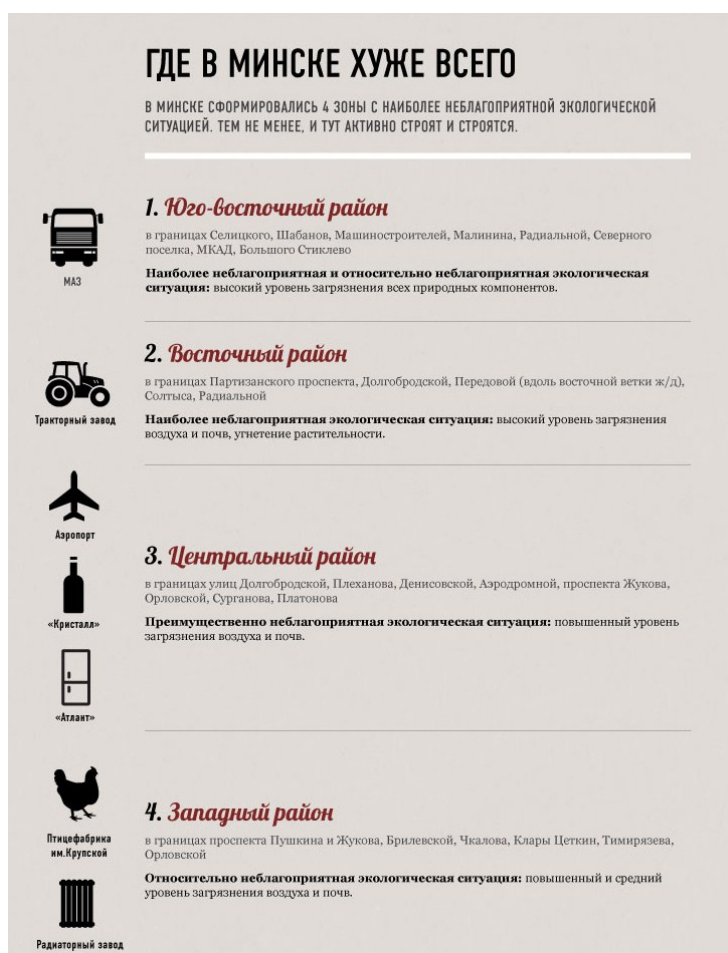 ГДЕ В МИНСКЕ ХУЖЕ ВСЕГО
В МИНСКЕ СФОРМИРОВАЛИСЬ 4 ЗОНЫ С НАИБОЛЕЕ НЕБЛАГОПРИЯТНОЙ ЭКОЛОГИЧЕСКОЙ
СИТУАЦИЕЙ. ТЕМ НЕ МЕНЕЕ, И ТУТ АКТИВНО СТРОЯТ И СТРОЯТСЯ.
МАЗ
1. Юго-восточный район
в границах Селицкого, Шабанов, Машиностроителей, Малинина, Радиальной, Северного
поселка, МКАД, Большого Стиклево
Наиболее неблагоприятная и относительно неблагоприятная экологическая
ситуация: высокий уровень загрязнения всех природных компонентов.
Тракторный завод
2. Восточный район
в границах Партизанского проспекта, Долгобродской, Передовой (вдоль восточной ветки ж/д),
Солтыса, Радиальной
Наиболее неблагоприятная экологическая ситуация: высокий уровень загрязнения
воздуха и почв, угнетение растительности.
Аэропорт
«Кристалл»
«Атлант»
3. Центральный район
в границах улиц Долгобродской, Плеханова, Денисовской, Аэродромной, проспекта Жукова,
Орловской, Сурганова, Платонова
Преимущественно неблагоприятная экологическая ситуация: повышенный уровень
загрязнения воздуха и почв.
Птицефабрика
им.Крупской
Радиаторный завод
4. Западный район
в границах проспекта Пушкина и Жукова, Брилевской, Чкалова, Клары Цеткин, Тимирязева,
Орловской
Относительно неблагоприятная экологическая ситуация: повышенный и средний
уровень загрязнения воздуха и почв.